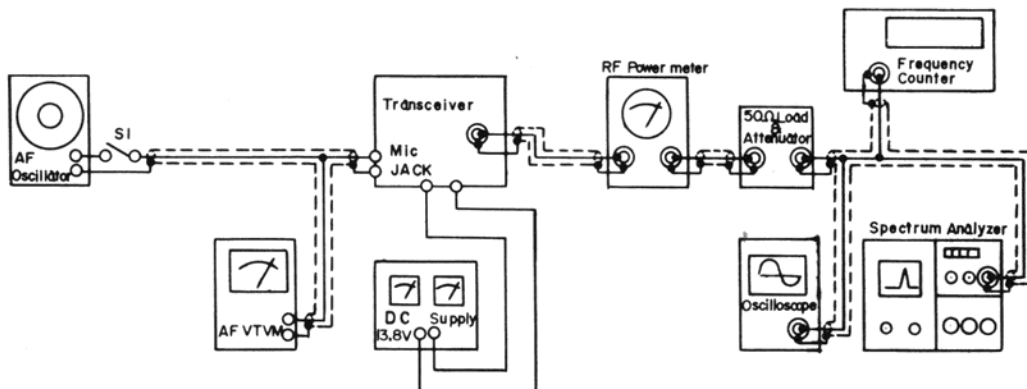 AF
Oscillator
S1
Transceiver
Mic
JACK
RF Power meter
50Ω Load
&
Attenuator
Frequency
Counter
AF VTVM
DC Supply
13.8V
Oscilloscope
Spectrum Analyzer